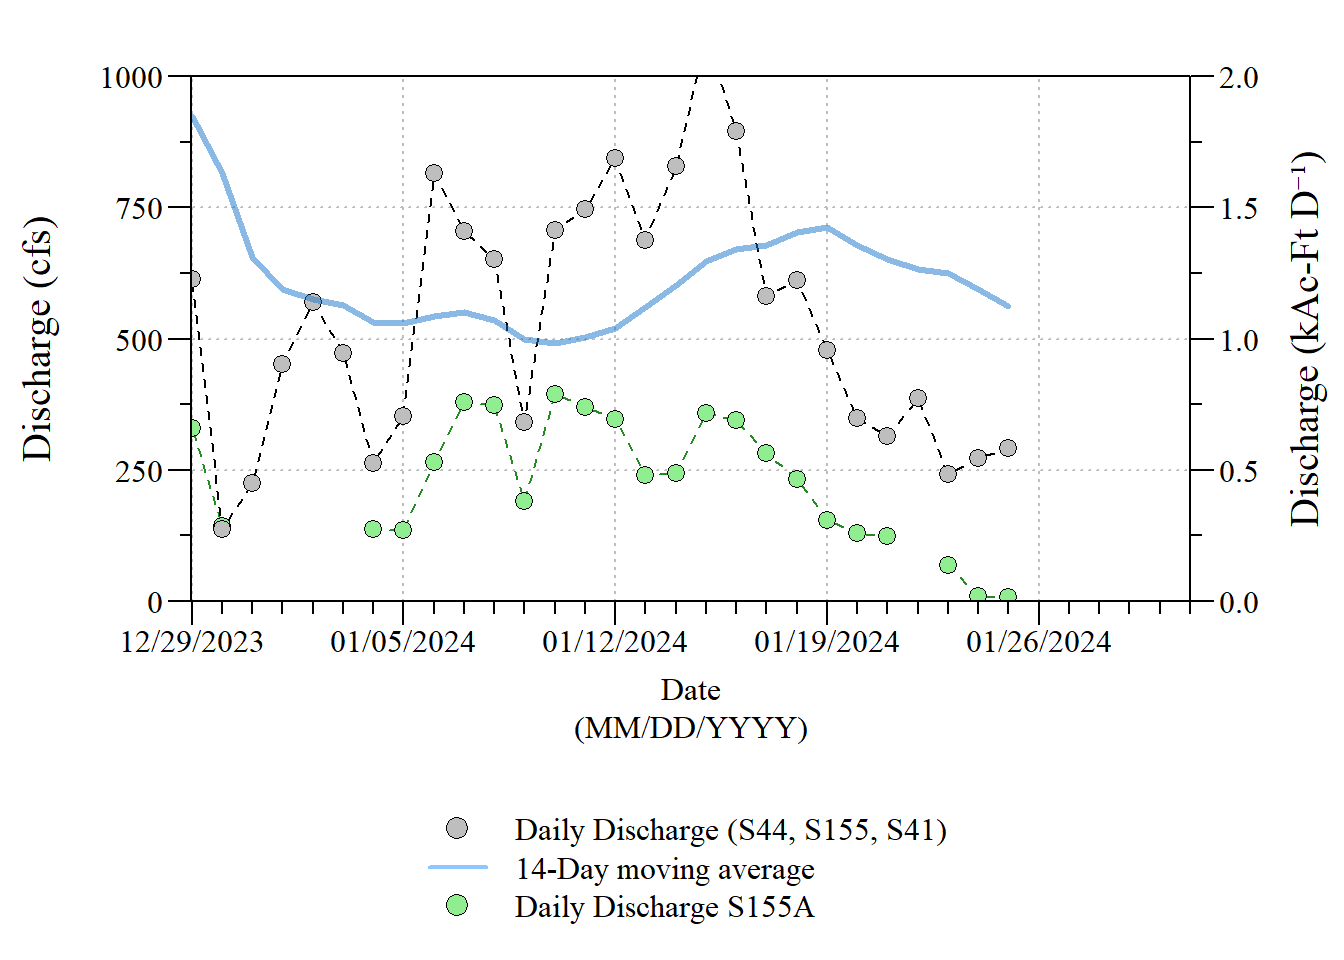 Discharge (cfs)
1000
750
500
250
0
2.0
1.5
1.0
0.5
0.0
Discharge (kAc-Ft D⁻¹)
12/29/2023 01/05/2024 01/12/2024 01/19/2024 01/26/2024
Date
(MM/DD/YYYY)
Daily Discharge (S44, S155, S41)
14-Day moving average
Daily Discharge S155A